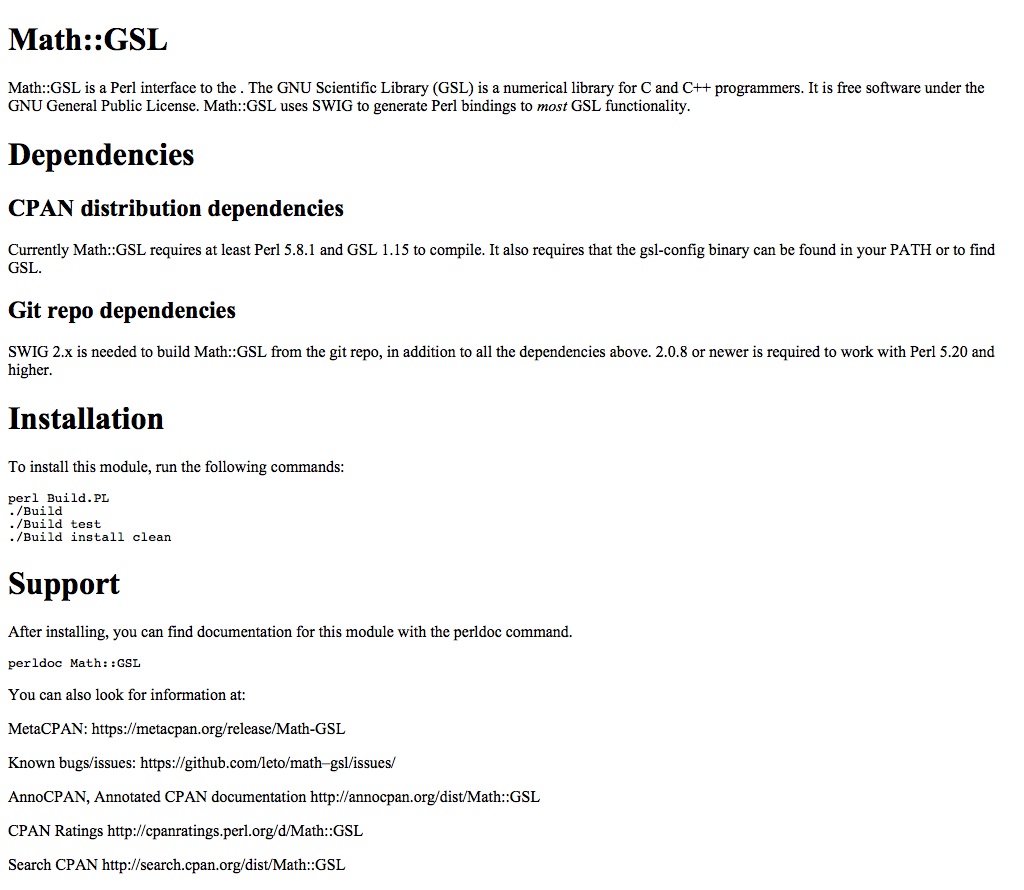 Math::GSL
Math::GSL is a Perl interface to the . The GNU Scientific Library (GSL) is a numerical library for C and C++ programmers. It is free software under the
GNU General Public License. Math::GSL uses SWIG to generate Perl bindings to most GSL functionality.
Dependencies
CPAN distribution dependencies
Currently Math::GSL requires at least Perl 5.8.1 and GSL 1.15 to compile. It also requires that the gsl-config binary can be found in your PATH or to find
GSL.
Git repo dependencies
SWIG 2.x is needed to build Math::GSL from the git repo, in addition to all the dependencies above. 2.0.8 or newer is required to work with Perl 5.20 and
higher.
Installation
To install this module, run the following commands:
perl Build.PL
./Build
./Build test
./Build install clean
Support
After installing, you can find documentation for this module with the perldoc command.
perldoc Math::GSL
You can also look for information at:
MetaCPAN: https://metacpan.org/release/Math-GSL
Known bugs/issues: https://github.com/leto/math–gsl/issues/
AnnoCPAN, Annotated CPAN documentation http://annocpan.org/dist/Math::GSL
CPAN Ratings http://cpanratings.perl.org/d/Math::GSL
Search CPAN http://search.cpan.org/dist/Math::GSL